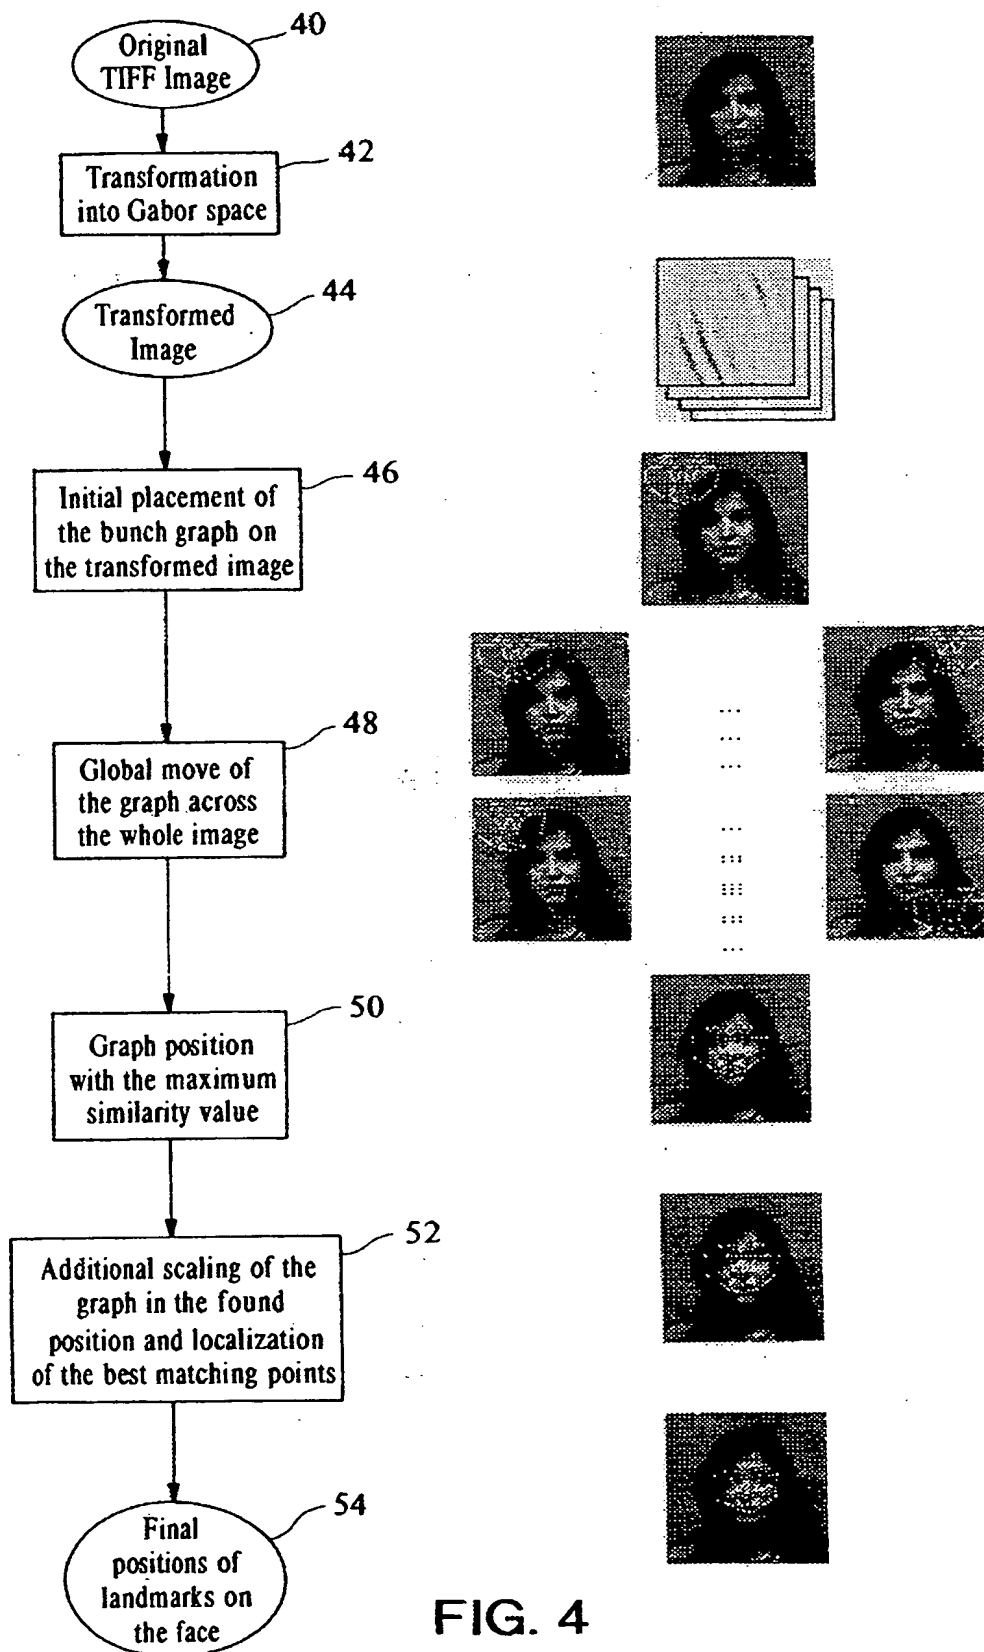 40
Original
TIFF Image
42
Transformation
into Gabor space
44
Transformed
Image
46
Initial placement of
the bunch graph on
the transformed image
48
Global move of
the graph across
the whole image
50
Graph position
with the maximum
similarity value
52
Additional scaling of the
graph in the found
position and localization
of the best matching points
54
Final
positions of
landmarks on
the face
FIG. 4